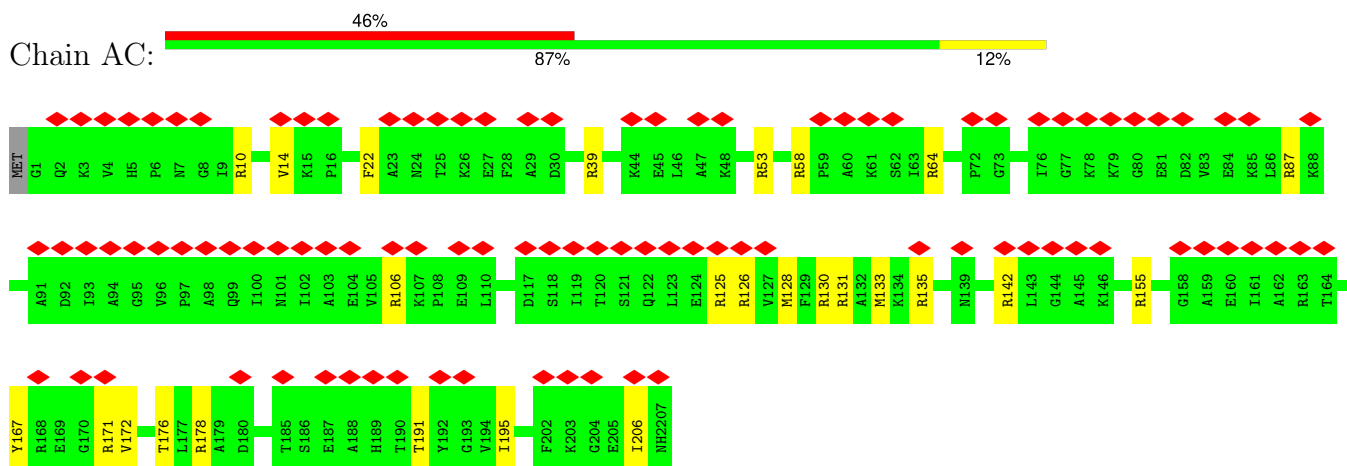 46%
Chain AC:
87% 12%
MET G1 Q2 K3 V4 H5 P6 N7 G8 I9 R10 V14 K15 P16 F22 A23 N24 T25 K26 E27 F28 A29 D30 R39 K44 E45 L46 A47 K48 R53 R58 P59 A60 K61 S62 I63 R64 P72 G73 I76 G77 K78 K79 G80 E81 D82 V83 E84 K85 L86 R87 K88
A91 D92 I93 A94 G95 V96 P97 A98 Q99 I100 N101 I102 A103 E104 V105 R106 K107 P108 E109 L110 D117 S118 I119 T120 S121 Q122 L123 E124 R125 R126 V127 M128 F129 R130 R131 A132 M133 K134 R135 N139 R142 L143 G144 A145 K146 R155 G158 A159 E160 I161 A162 R163 T164
Y167 R168 E169 G170 R171 V172 T176 L177 R178 A179 D180 T185 S186 E187 A188 H189 T190 T191 Y192 G193 V194 I195 F202 K203 G204 E205 I206 NH2207